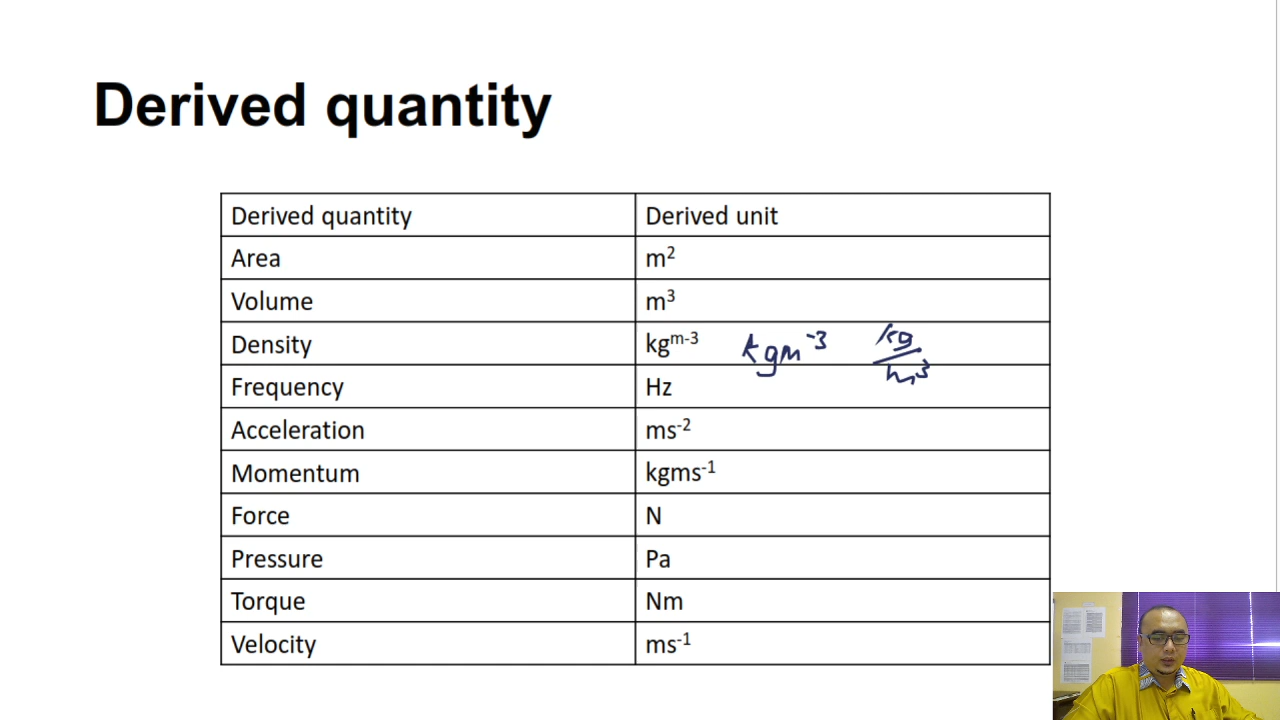 Derived quantity
Derived quantity Derived unit
Area m²
Volume m³
Density kg^m-3 kgm⁻³ kg/m³
Frequency Hz
Acceleration ms⁻²
Momentum kgms⁻¹
Force N
Pressure Pa
Torque Nm
Velocity ms⁻¹